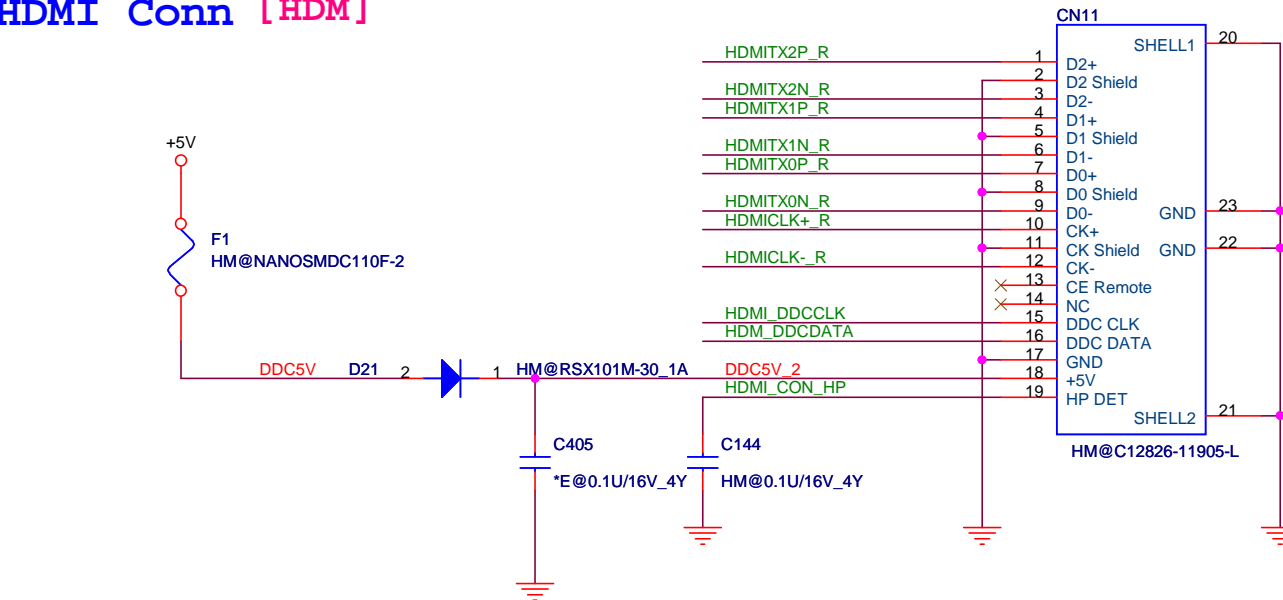 HDMI Conn [HDM]
CN11
SHELL1 20
HDMITX2P_R 1 D2+
2 D2 Shield
HDMITX2N_R 3 D2-
HDMITX1P_R 4 D1+
5 D1 Shield
HDMITX1N_R 6 D1-
HDMITX0P_R 7 D0+
8 D0 Shield
HDMITX0N_R 9 D0- GND 23
HDMICLK+_R 10 CK+
11 CK Shield GND 22
HDMICLK-_R 12 CK-
13 CE Remote
14 NC
HDMI_DDCCLK 15 DDC CLK
HDM_DDCDATA 16 DDC DATA
17 GND
DDC5V_2 18 +5V
HDMI_CON_HP 19 HP DET
SHELL2 21
HM@C12826-11905-L
+5V
F1
HM@NANOSMDC110F-2
DDC5V D21 2 1 HM@RSX101M-30_1A
C405
*E@0.1U/16V_4Y
C144
HM@0.1U/16V_4Y